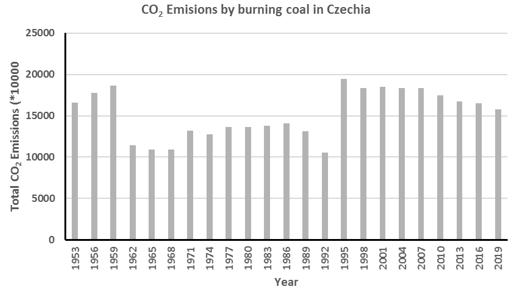 CO₂ Emisions by burning coal in Czechia
Total CO₂ Emissions (*10000
25000
20000
15000
10000
5000
0
1953 1956 1959 1962 1965 1968 1971 1974 1977 1980 1983 1986 1989 1992 1995 1998 2001 2004 2007 2010 2013 2016 2019
Year